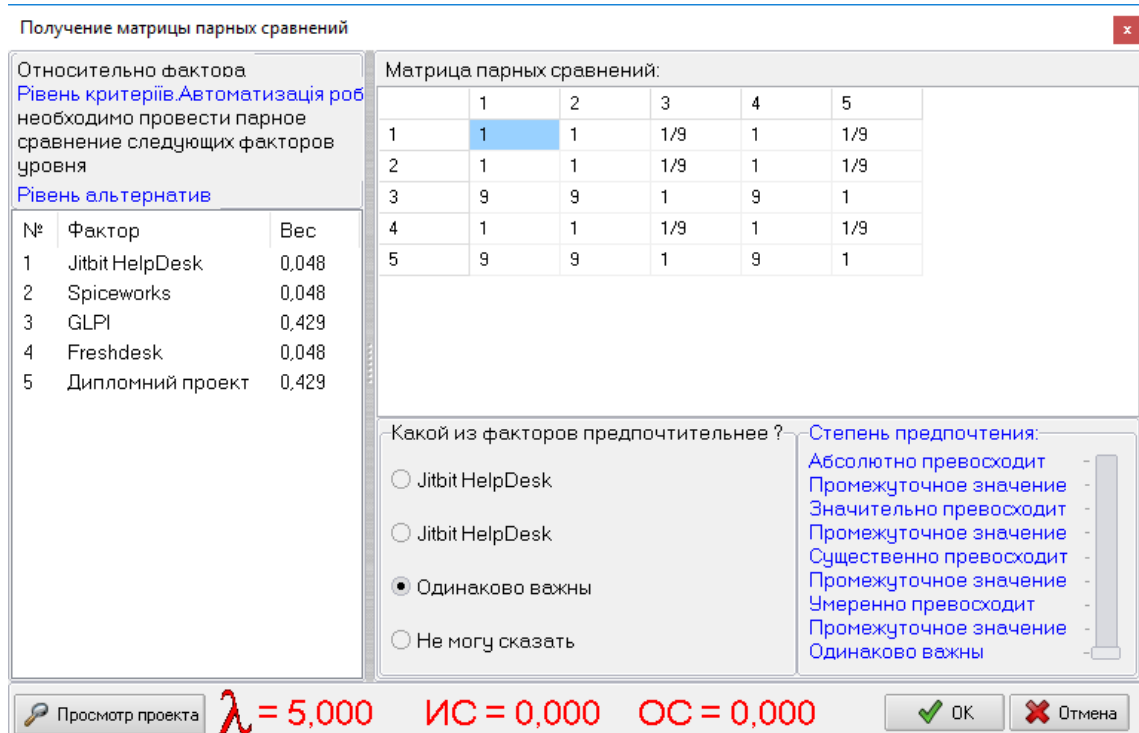 Получение матрицы парных сравнений
x
Относительно фактора
Рівень критеріїв.Автоматизація роб
необходимо провести парное
сравнение следующих факторов
уровня
Рівень альтернатив
№ Фактор Вес
1 Jitbit HelpDesk 0,048
2 Spiceworks 0,048
3 GLPI 0,429
4 Freshdesk 0,048
5 Дипломний проект 0,429
Матрица парных сравнений:
1 2 3 4 5
1 1 1 1/9 1 1/9
2 1 1 1/9 1 1/9
3 9 9 1 9 1
4 1 1 1/9 1 1/9
5 9 9 1 9 1
Какой из факторов предпочтительнее ?
Jitbit HelpDesk
Jitbit HelpDesk
Одинаково важны
Не могу сказать
Степень предпочтения:
Абсолютно превосходит
Промежуточное значение
Значительно превосходит
Промежуточное значение
Существенно превосходит
Промежуточное значение
Умеренно превосходит
Промежуточное значение
Одинаково важны
Просмотр проекта
λ = 5,000 ИС = 0,000 ОС = 0,000
OK
Отмена